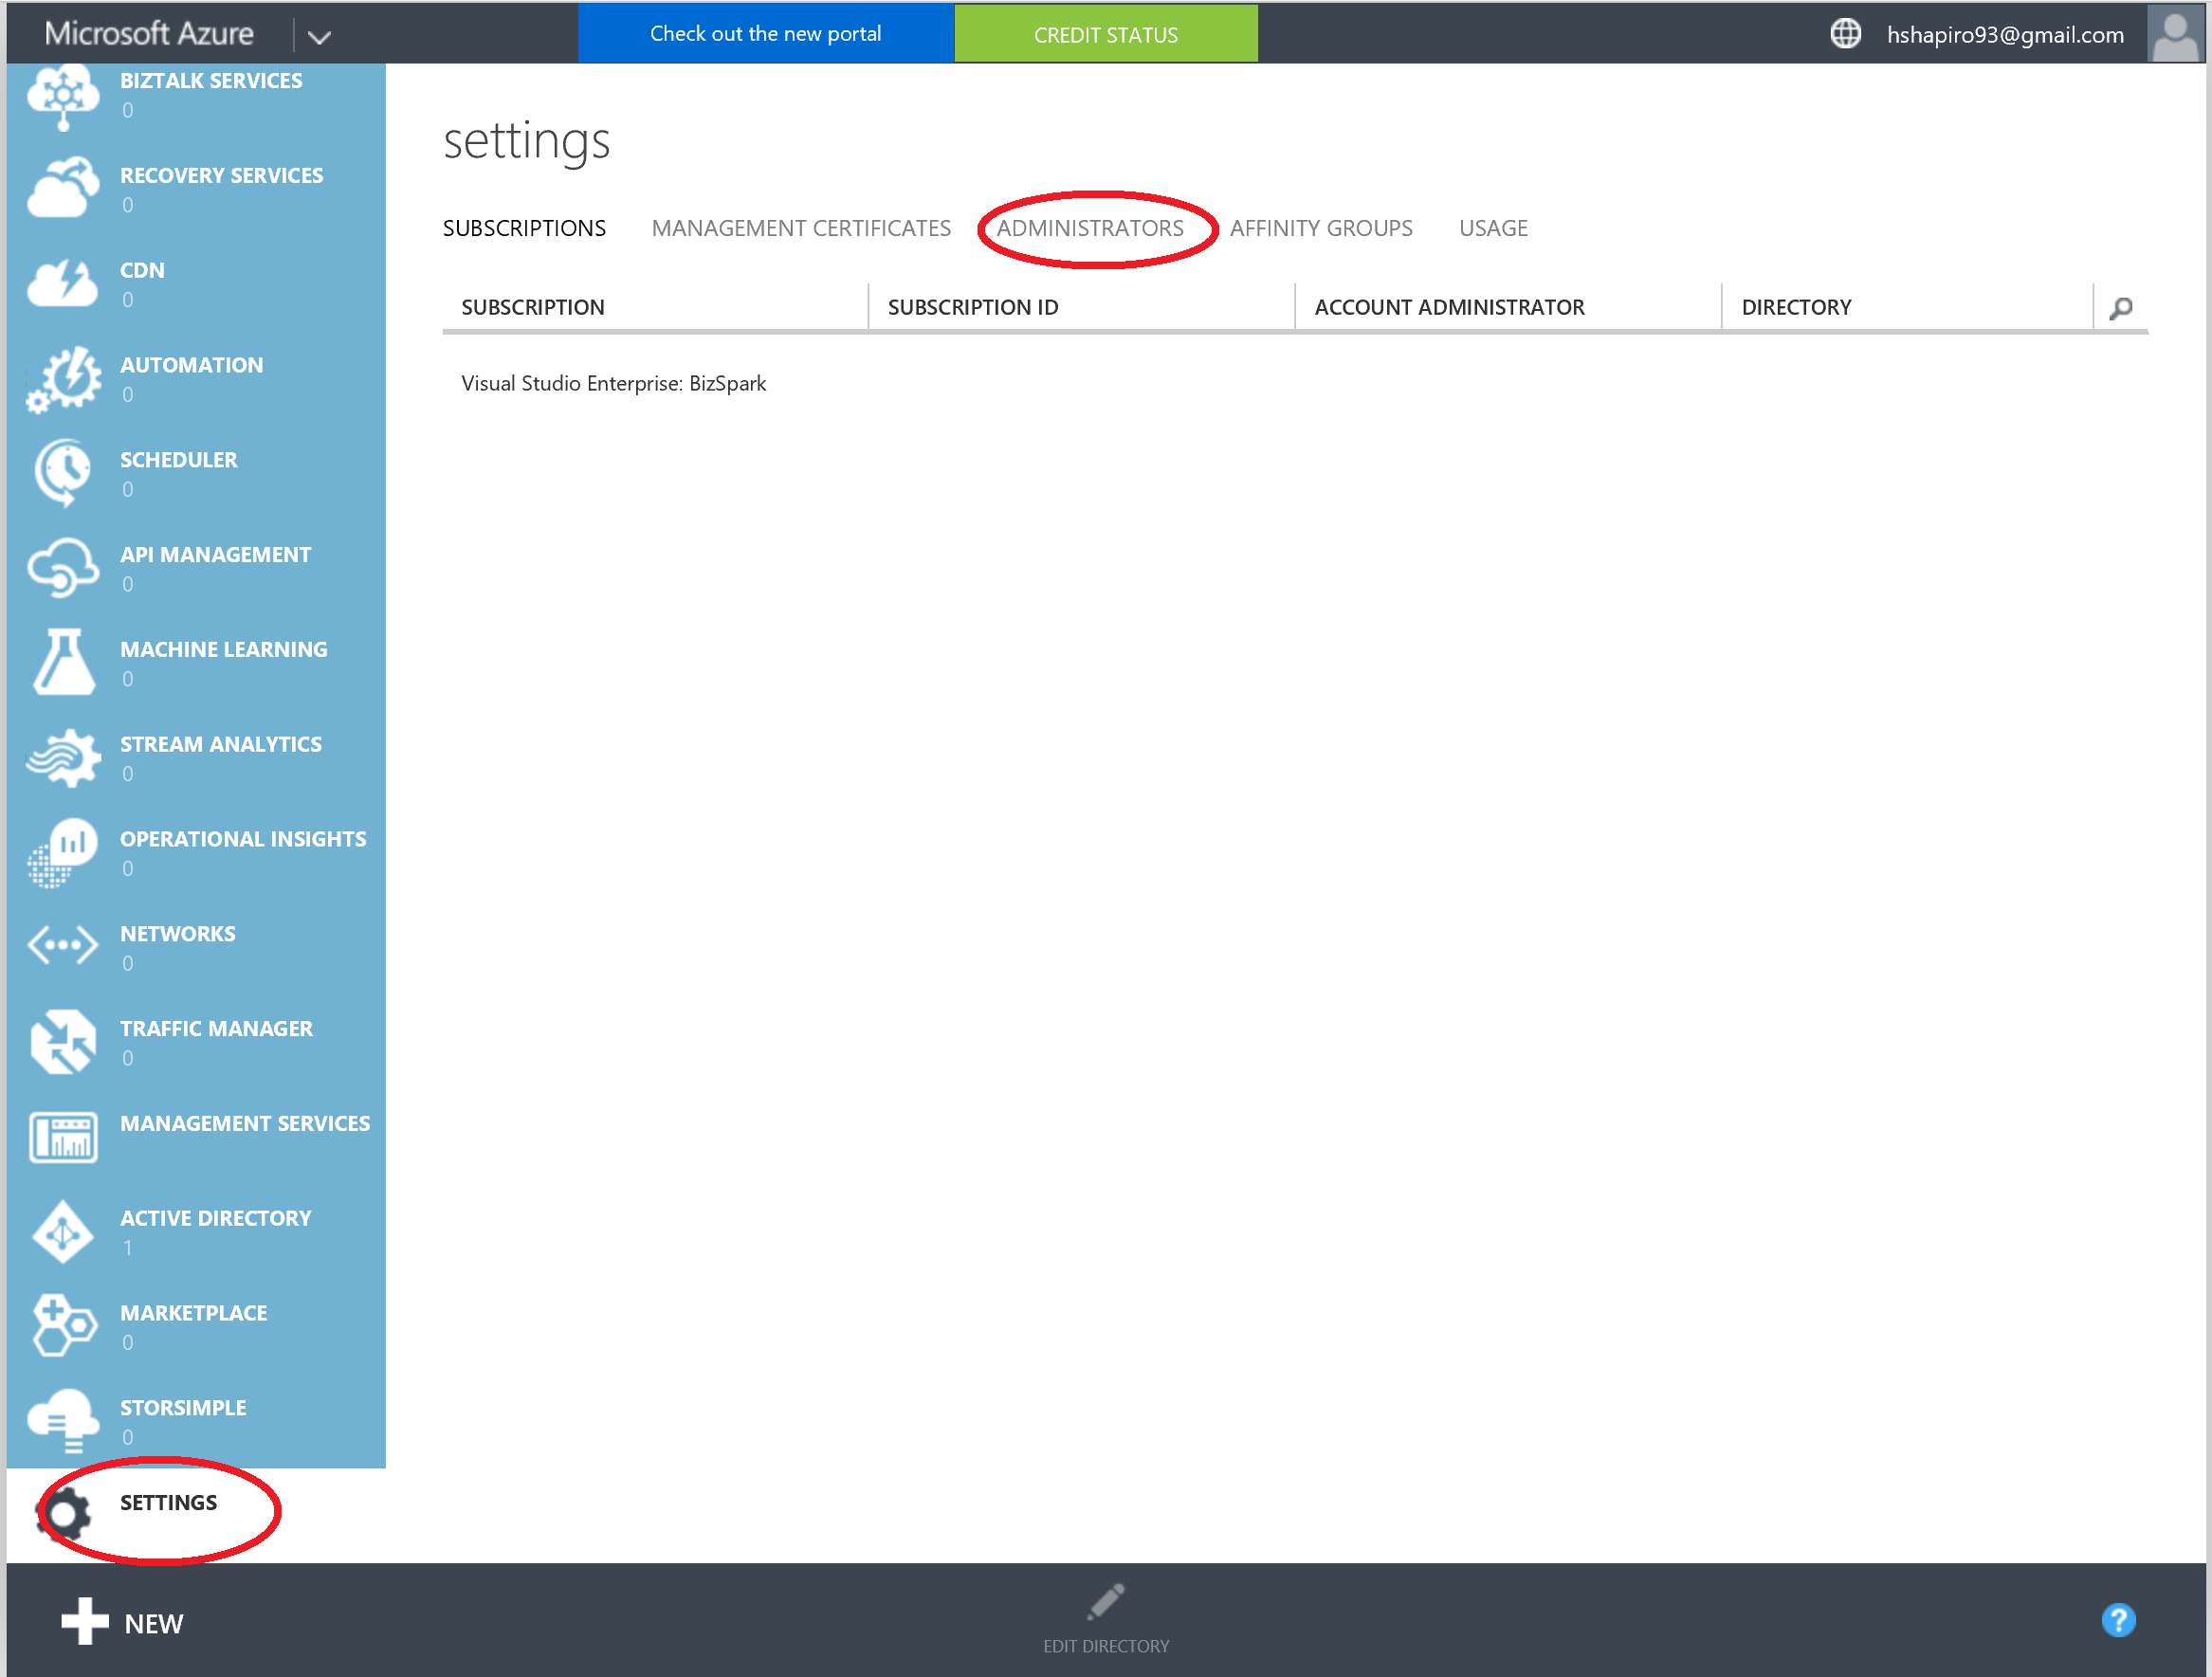 Microsoft Azure
Check out the new portal
CREDIT STATUS
hshapiro93@gmail.com
BIZTALK SERVICES
0
RECOVERY SERVICES
0
CDN
0
AUTOMATION
0
SCHEDULER
0
API MANAGEMENT
0
MACHINE LEARNING
0
STREAM ANALYTICS
0
OPERATIONAL INSIGHTS
0
NETWORKS
0
TRAFFIC MANAGER
0
MANAGEMENT SERVICES
ACTIVE DIRECTORY
1
MARKETPLACE
0
STORSIMPLE
0
SETTINGS
settings
SUBSCRIPTIONS MANAGEMENT CERTIFICATES ADMINISTRATORS AFFINITY GROUPS USAGE
SUBSCRIPTION SUBSCRIPTION ID ACCOUNT ADMINISTRATOR DIRECTORY
Visual Studio Enterprise: BizSpark
NEW
EDIT DIRECTORY
?